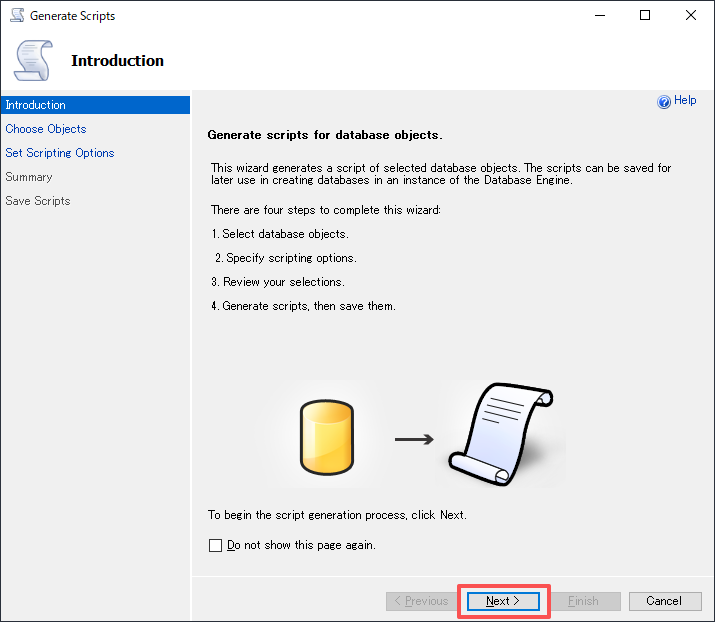 Generate Scripts
Introduction
Introduction
Choose Objects
Set Scripting Options
Summary
Save Scripts
Help
Generate scripts for database objects.
This wizard generates a script of selected database objects. The scripts can be saved for
later use in creating databases in an instance of the Database Engine.
There are four steps to complete this wizard:
1. Select database objects.
2. Specify scripting options.
3. Review your selections.
4. Generate scripts, then save them.
To begin the script generation process, click Next.
Do not show this page again.
< Previous
Next >
Finish
Cancel